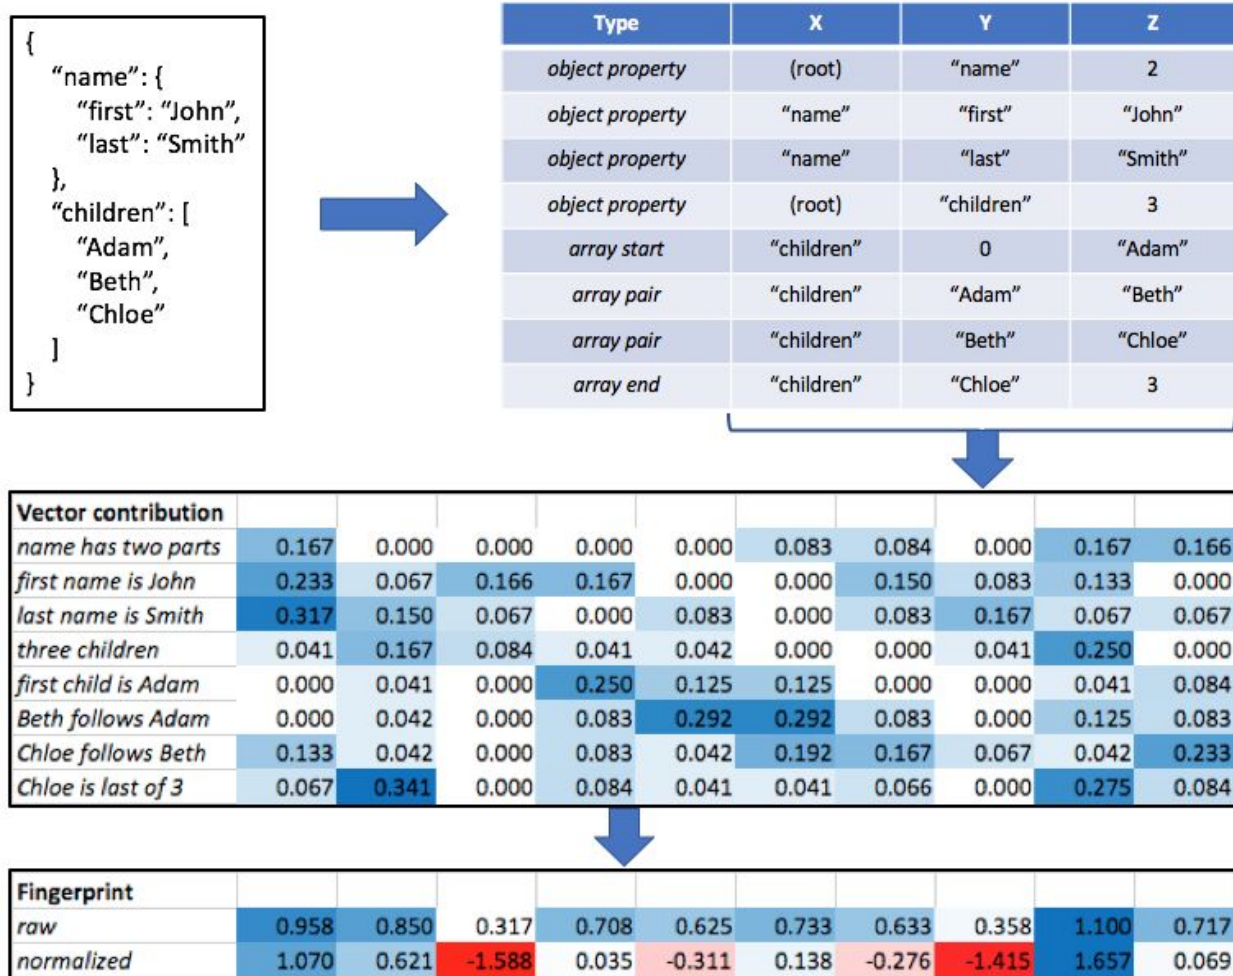 {
“name”: {
“first”: “John”,
“last”: “Smith”
},
“children”: [
“Adam”,
“Beth”,
“Chloe”
]
}
Type X Y Z
object property (root) “name” 2
object property “name” “first” “John”
object property “name” “last” “Smith”
object property (root) “children” 3
array start “children” 0 “Adam”
array pair “children” “Adam” “Beth”
array pair “children” “Beth” “Chloe”
array end “children” “Chloe” 3
Vector contribution
name has two parts 0.167 0.000 0.000 0.000 0.000 0.083 0.084 0.000 0.167 0.166
first name is John 0.233 0.067 0.166 0.167 0.000 0.000 0.150 0.083 0.133 0.000
last name is Smith 0.317 0.150 0.067 0.000 0.083 0.000 0.083 0.167 0.067 0.067
three children 0.041 0.167 0.084 0.041 0.042 0.000 0.000 0.041 0.250 0.000
first child is Adam 0.000 0.041 0.000 0.250 0.125 0.125 0.000 0.000 0.041 0.084
Beth follows Adam 0.000 0.042 0.000 0.083 0.292 0.292 0.083 0.000 0.125 0.083
Chloe follows Beth 0.133 0.042 0.000 0.083 0.042 0.192 0.167 0.067 0.042 0.233
Chloe is last of 3 0.067 0.341 0.000 0.084 0.041 0.041 0.066 0.000 0.275 0.084
Fingerprint
raw 0.958 0.850 0.317 0.708 0.625 0.733 0.633 0.358 1.100 0.717
normalized 1.070 0.621 -1.588 0.035 -0.311 0.138 -0.276 -1.415 1.657 0.069